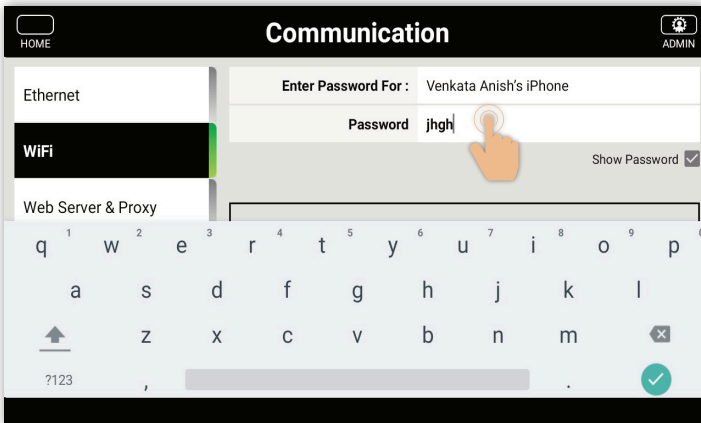 HOME
Communication
ADMIN
Ethernet
Enter Password For : Venkata Anish's iPhone
Password jhgh
WiFi
Show Password
Web Server & Proxy
q 1 w 2 e 3 r 4 t 5 y 6 u 7 i 8 o 9 p 0
a s d f g h j k l
z x c v b n m
?123 , .